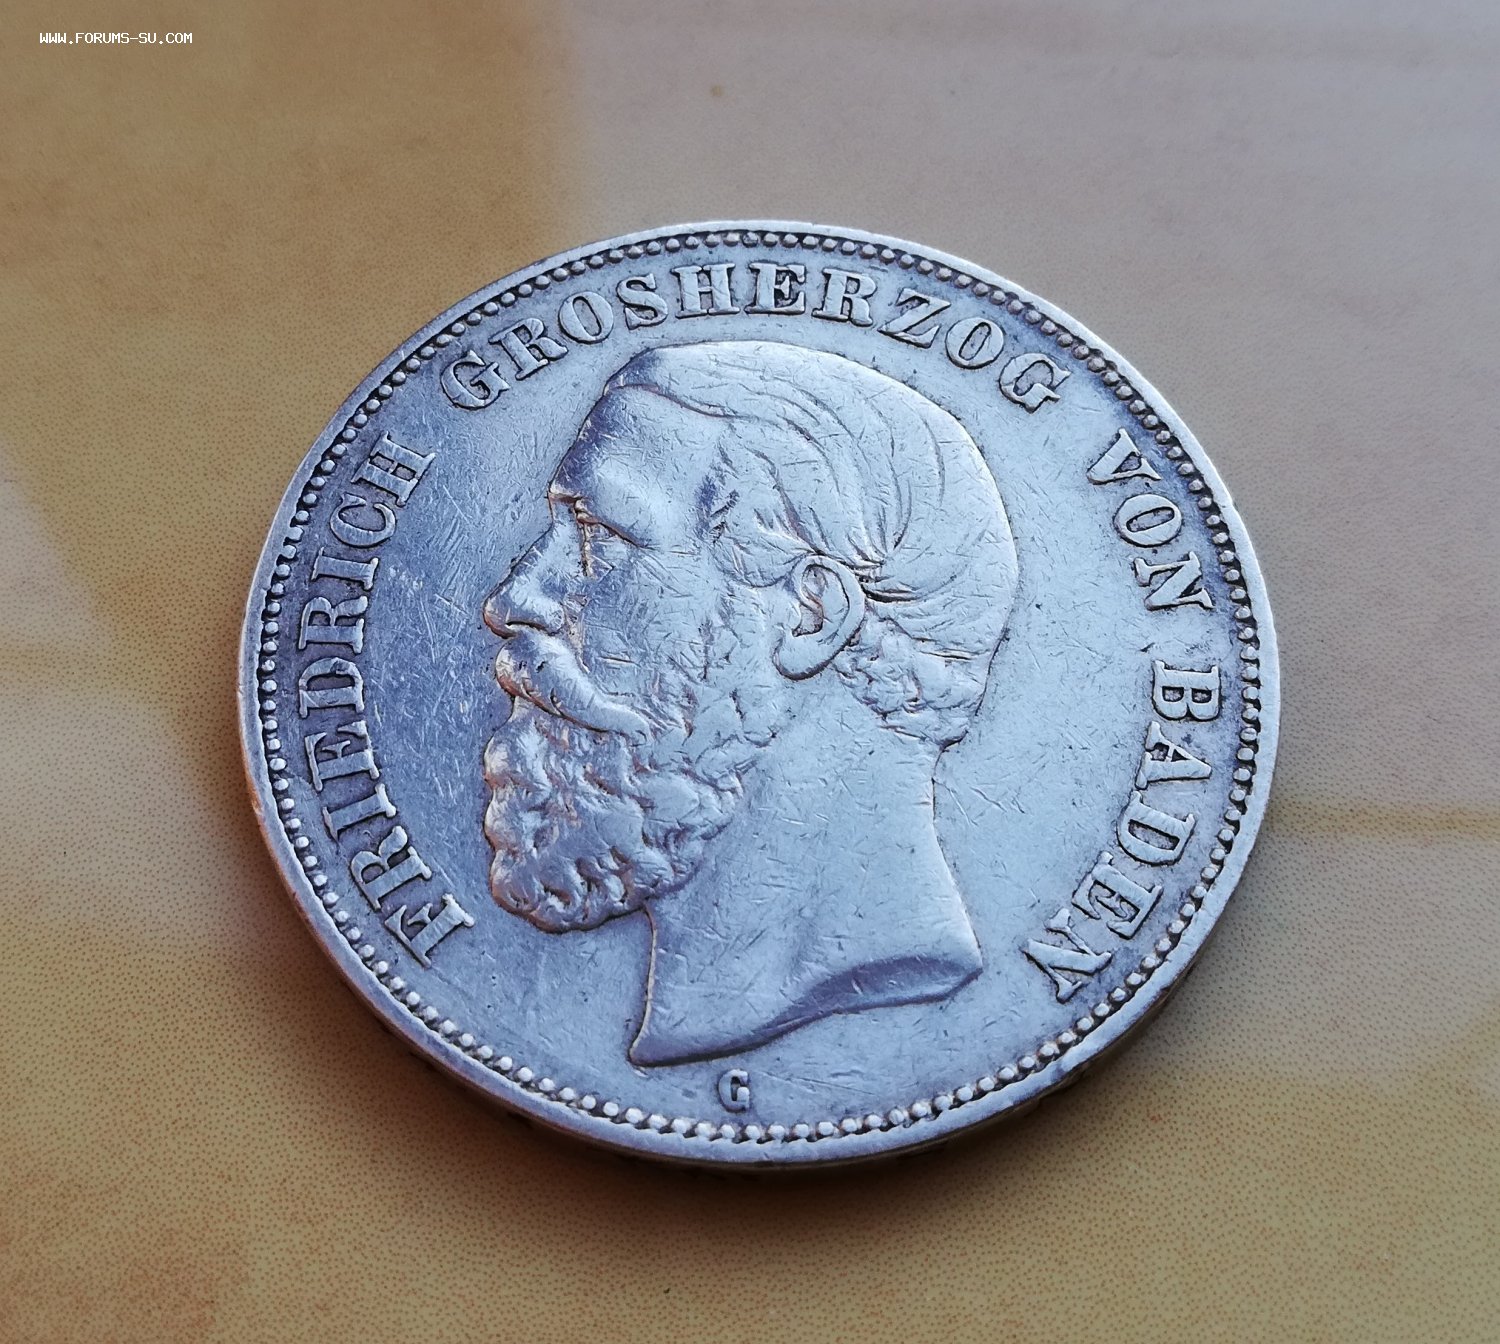 WWW.FORUMS-SU.COM
FRIEDRICH GROSHERZOG VON BADEN
G